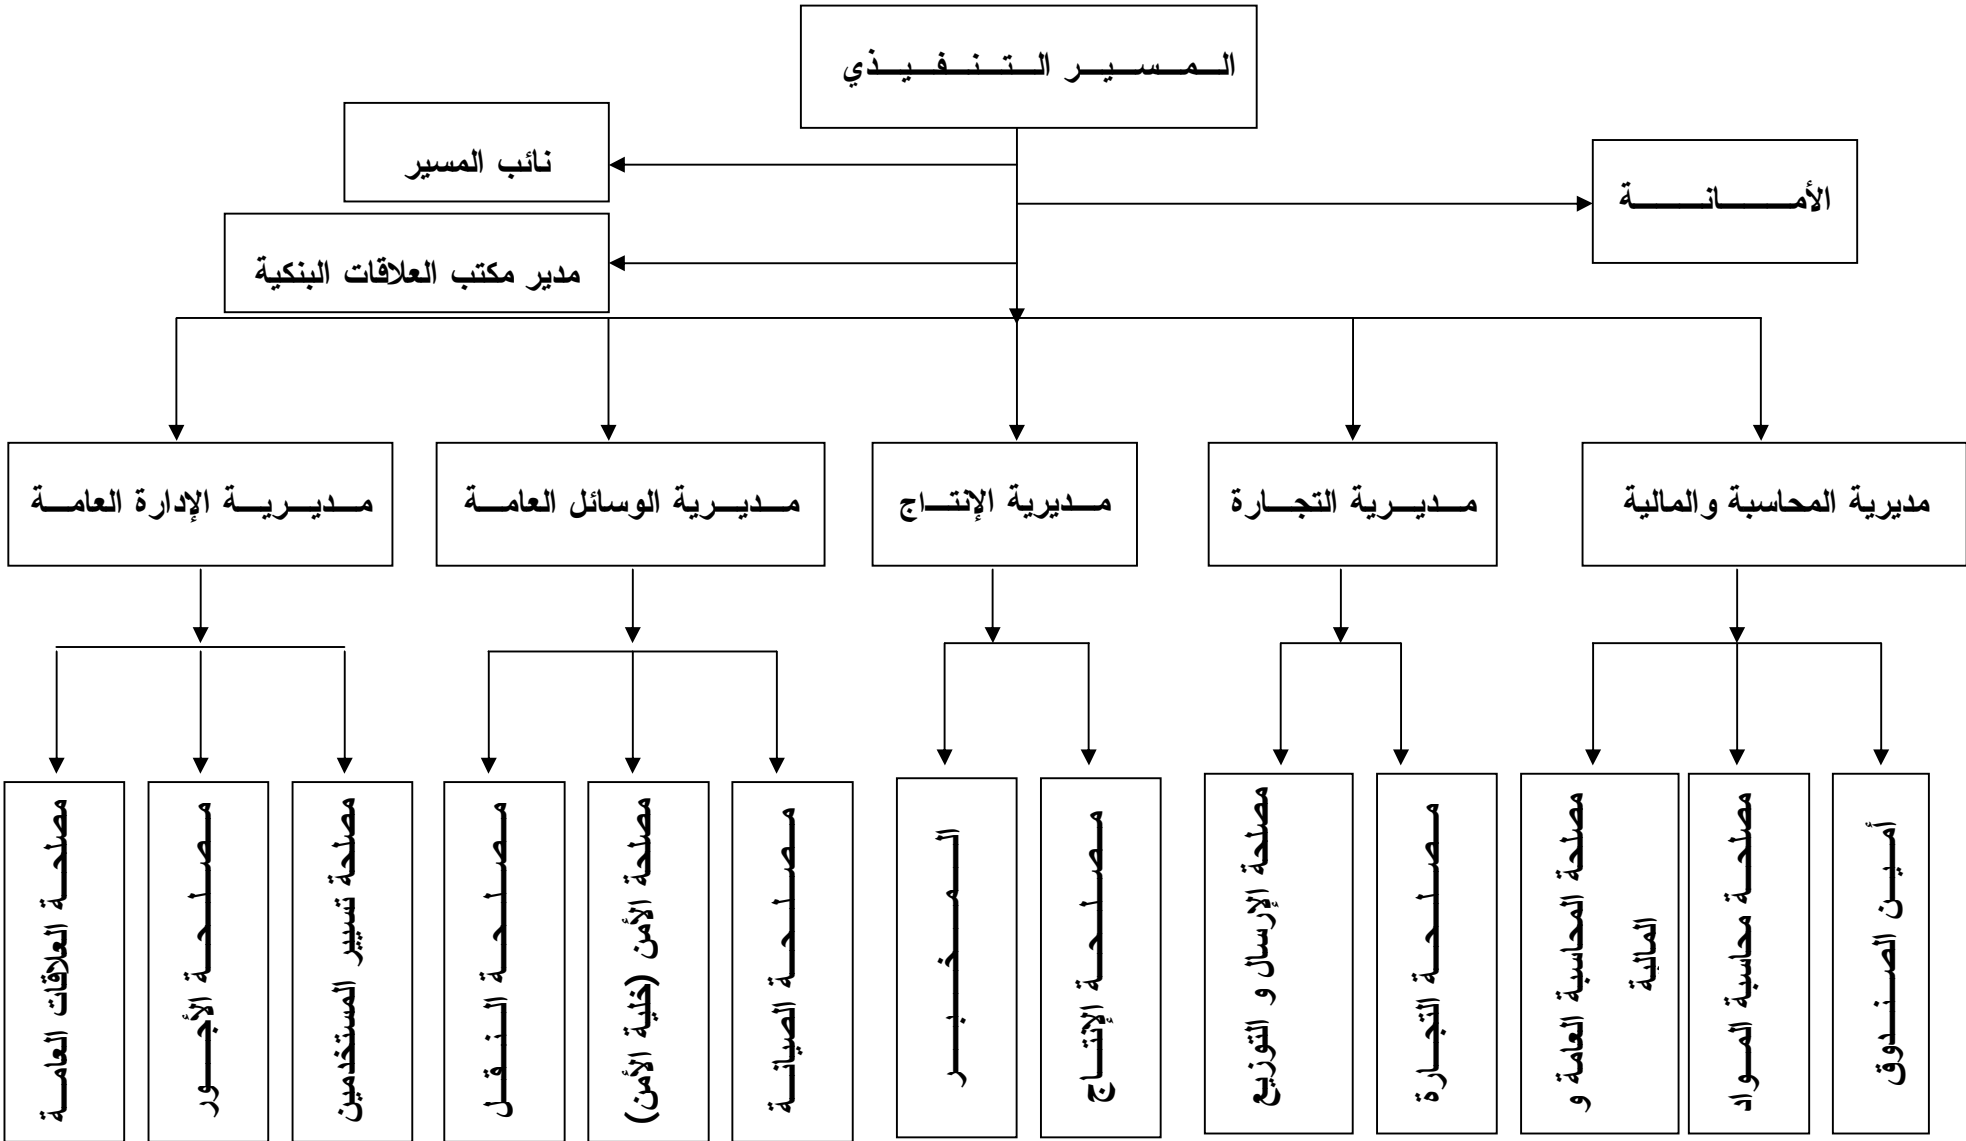 المسير التنفيذي
نائب المسير
الأمانة
مدير مكتب العلاقات البنكية
مديرية المحاسبة والمالية
مديرية التجارة
مديرية الإنتاج
مديرية الوسائل العامة
مديرية الإدارة العامة
أمين الصندوق
مصلحة محاسبة المواد
مصلحة المحاسبة العامة و
المالية
مصلحة التجارة
مصلحة الإرسال و التوزيع
مصلحة الإنتاج
المخبر
مصلحة الصيانة
مصلحة الأمن (خلية الأمن)
مصلحة النقل
مصلحة تسيير المستخدمين
مصلحة الأجور
مصلحة العلاقات العامة